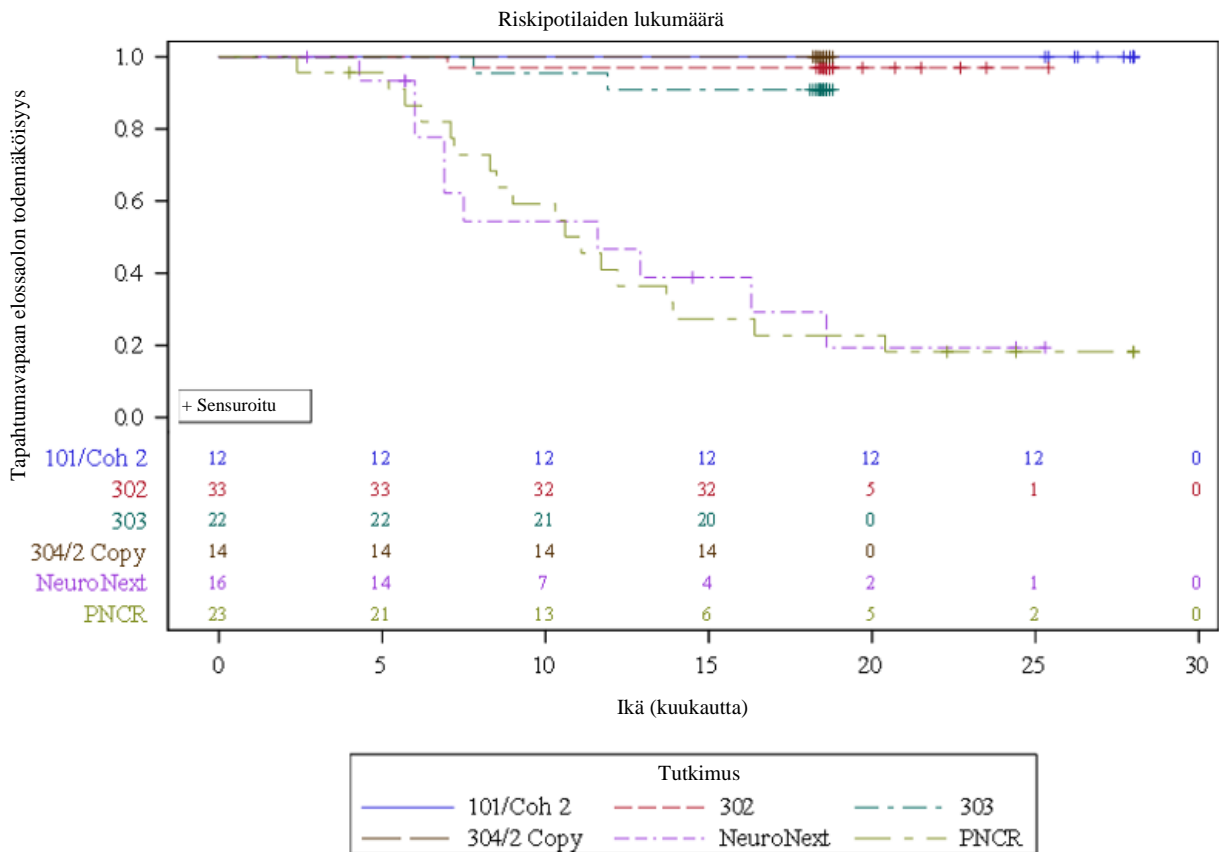 Riskipotilaiden lukumäärä
Tapahtumavapaan elossaolon todennäköisyys
1.0
0.8
0.6
0.4
0.2
0.0
+ Sensuroitu
101/Coh 2 12 12 12 12 12 12 0
302 33 33 32 32 5 1 0
303 22 22 21 20 0
304/2 Copy 14 14 14 14 0
NeuroNext 16 14 7 4 2 1 0
PNCR 23 21 13 6 5 2 0
0 5 10 15 20 25 30
Ikä (kuukautta)
Tutkimus
101/Coh 2 302 303
304/2 Copy NeuroNext PNCR